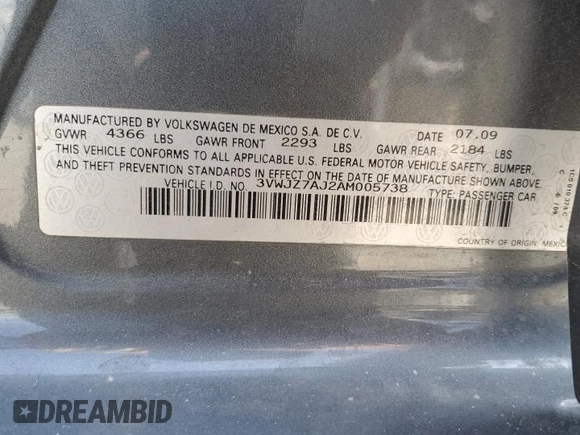 MANUFACTURED BY VOLKSWAGEN DE MEXICO S.A. DE C.V. DATE 07.09
GVWR 4366 LBS GAWR FRONT 2293 LBS GAWR REAR 2184 LBS
THIS VEHICLE CONFORMS TO ALL APPLICABLE U.S. FEDERAL MOTOR VEHICLE SAFETY, BUMPER,
AND THEFT PREVENTION STANDARDS IN EFFECT ON THE DATE OF MANUFACTURE SHOWN ABOVE.
VEHICLE I.D. NO. 3VWJZ7AJ2AM005738 TYPE: PASSENGER CAR
COUNTRY OF ORIGIN: MEXICO
DREAMBID